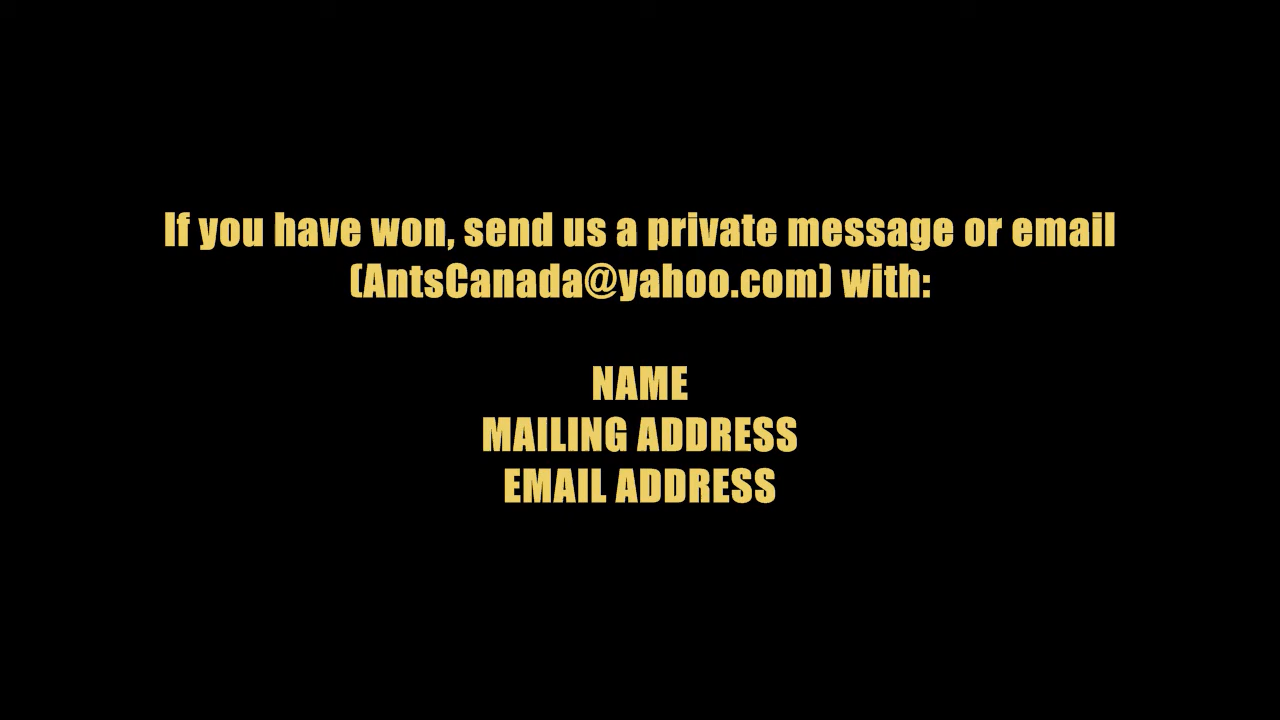 If you have won, send us a private message or email
(AntsCanada@yahoo.com) with:
NAME
MAILING ADDRESS
EMAIL ADDRESS